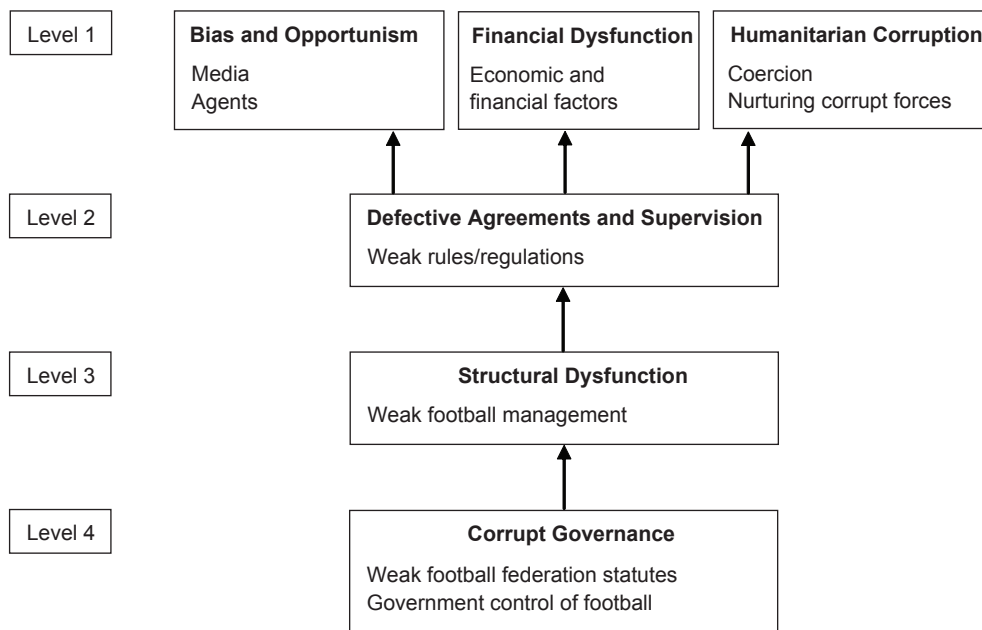 Level 1
Bias and Opportunism
Media
Agents
Financial Dysfunction
Economic and
financial factors
Humanitarian Corruption
Coercion
Nurturing corrupt forces
Level 2
Defective Agreements and Supervision
Weak rules/regulations
Level 3
Structural Dysfunction
Weak football management
Level 4
Corrupt Governance
Weak football federation statutes
Government control of football